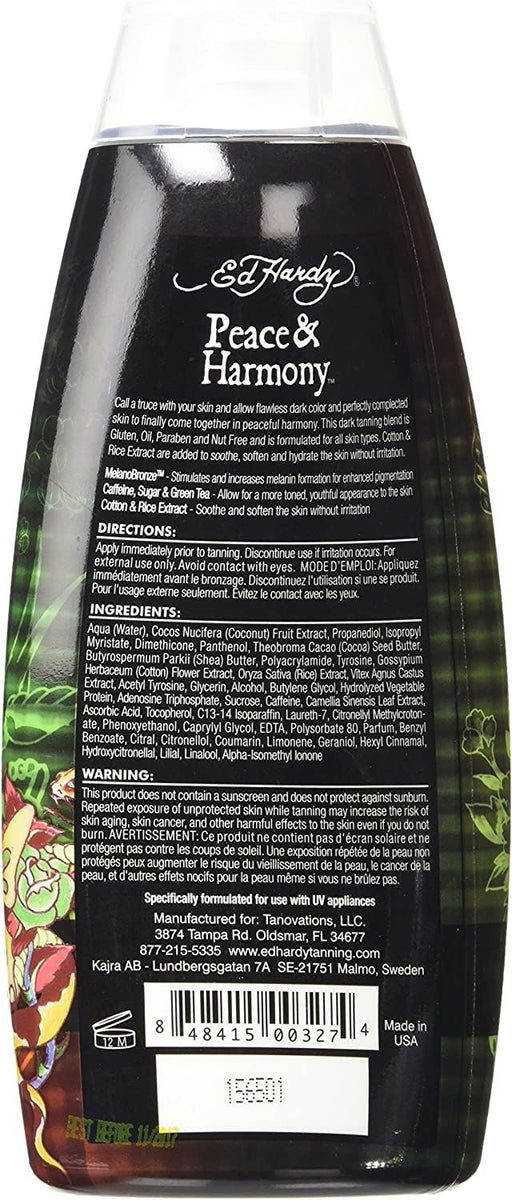 Ed Hardy®
Peace &
Harmony™
Call a truce with your skin and allow flawless dark color and perfectly complected
skin to finally come together in peaceful harmony. This dark tanning blend is
Gluten, Oil, Paraben and Nut Free and is formulated for all skin types. Cotton &
Rice Extract are added to soothe, soften and hydrate the skin without irritation.
MelanoBronze™ - Stimulates and increases melanin formation for enhanced pigmentation
Caffeine, Sugar & Green Tea - Allow for a more toned, youthful appearance to the skin
Cotton & Rice Extract - Soothe and soften the skin without irritation
DIRECTIONS:
Apply immediately prior to tanning. Discontinue use if irritation occurs. For
external use only. Avoid contact with eyes. MODE D'EMPLOI: Appliquez
immédiatement avant le bronzage. Discontinuez l'utilisation si une se produit.
Pour l'usage externe seulement. Évitez le contact avec les yeux.
INGREDIENTS:
Aqua (Water), Cocos Nucifera (Coconut) Fruit Extract, Propanediol, Isopropyl
Myristate, Dimethicone, Panthenol, Theobroma Cacao (Cocoa) Seed Butter,
Butyrospermum Parkii (Shea) Butter, Polyacrylamide, Tyrosine, Gossypium
Herbaceum (Cotton) Flower Extract, Oryza Sativa (Rice) Extract, Vitex Agnus Castus
Extract, Acetyl Tyrosine, Glycerin, Alcohol, Butylene Glycol, Hydrolyzed Vegetable
Protein, Adenosine Triphosphate, Sucrose, Caffeine, Camellia Sinensis Leaf Extract,
Ascorbic Acid, Tocopherol, C13-14 Isoparaffin, Laureth-7, Citronellyl Methylcroton-
ate, Phenoxyethanol, Caprylyl Glycol, EDTA, Polysorbate 80, Parfum, Benzyl
Benzoate, Citral, Citronellol, Coumarin, Limonene, Geraniol, Hexyl Cinnamal,
Hydroxycitronellal, Lilial, Linalool, Alpha-Isomethyl Ionone
WARNING:
This product does not contain a sunscreen and does not protect against sunburn.
Repeated exposure of unprotected skin while tanning may increase the risk of
skin aging, skin cancer, and other harmful effects to the skin even if you do not
burn. AVERTISSEMENT: Ce produit ne contient pas d'écran solaire et ne
protégent pas contre les coups de soleil. Une exposition répétée de la peau non
protégés peux augmenter le risque du vieillissement de la peau, le cancer de la
peau, et d'autres effets nocifs pour la peau même si vous ne brûlez pas.
Specifically formulated for use with UV appliances
Manufactured for: Tanovations, LLC.
3874 Tampa Rd. Oldsmar, FL 34677
877-215-5335 www.edhardytanning.com
Kajra AB - Lundbergsgatan 7A SE-21751 Malmo, Sweden
12 M
8 48415 00327 4
Made in
USA
156501
BEST BEFORE 11/2017